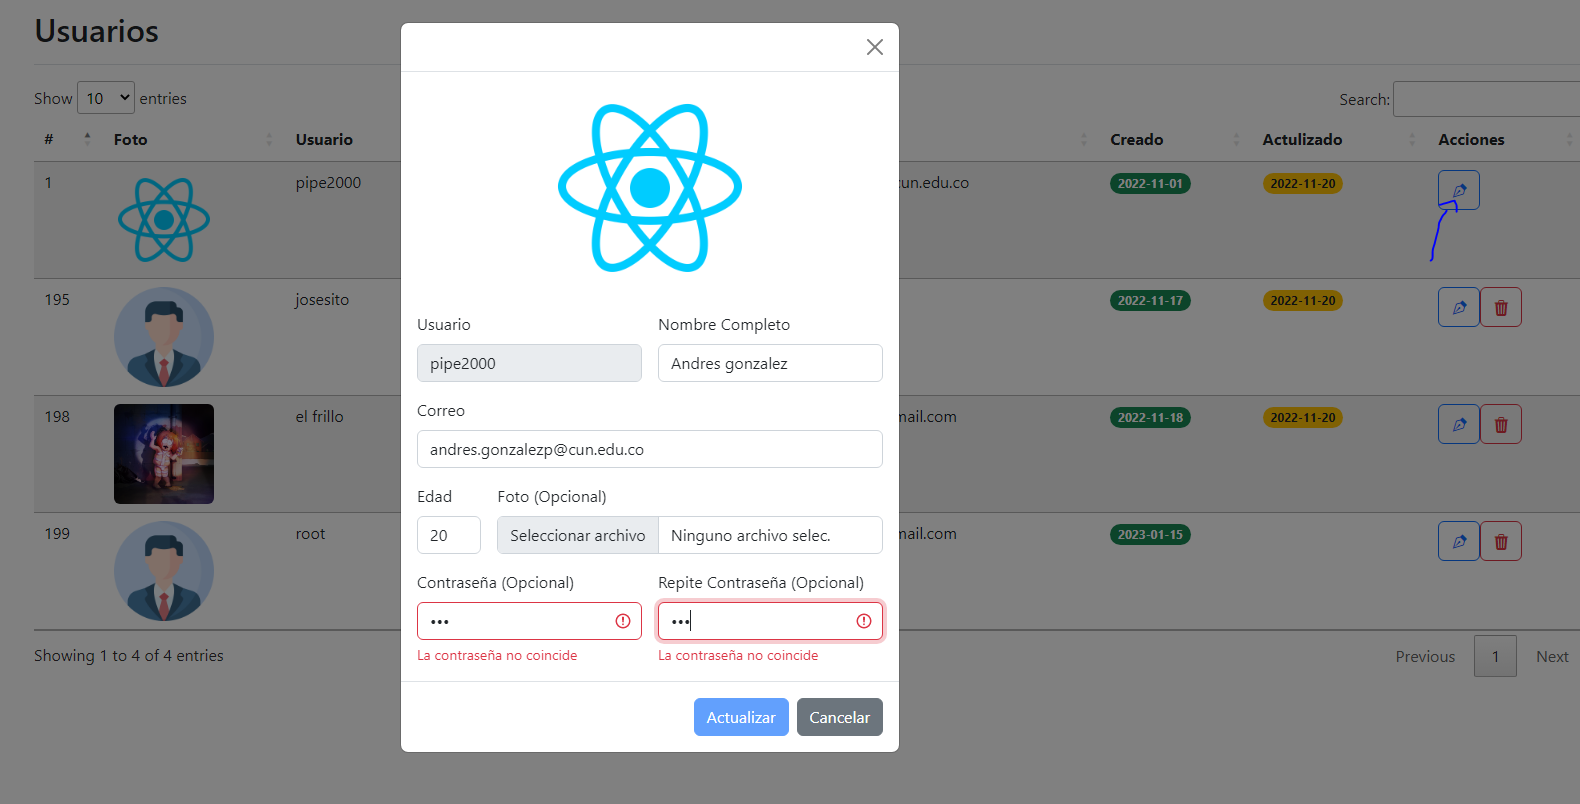 Usuarios
Show 10 entries
Search:
# Foto Usuario Creado Actulizado Acciones
1 pipe2000 cun.edu.co 2022-11-01 2022-11-20
195 josesito 2022-11-17 2022-11-20
198 el frillo mail.com 2022-11-18 2022-11-20
199 root mail.com 2023-01-15
Showing 1 to 4 of 4 entries
Previous 1 Next
Usuario Nombre Completo
pipe2000 Andres gonzalez
Correo
andres.gonzalezp@cun.edu.co
Edad Foto (Opcional)
20 Seleccionar archivo Ninguno archivo selec.
Contraseña (Opcional) Repite Contraseña (Opcional)
••• •••
La contraseña no coincide La contraseña no coincide
Actualizar Cancelar